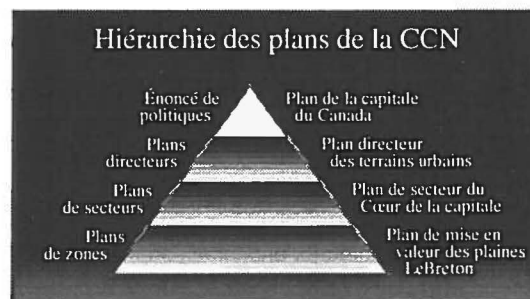 Hiérarchie des plans de la CCN
Énoncé de
politiques
Plan de la capitale
du Canada
Plans
directeurs
Plan directeur
des terrains urbains
Plans
de secteurs
Plan de secteur du
Cœur de la capitale
Plans
de zones
Plan de mise en
valeur des plaines
LeBreton